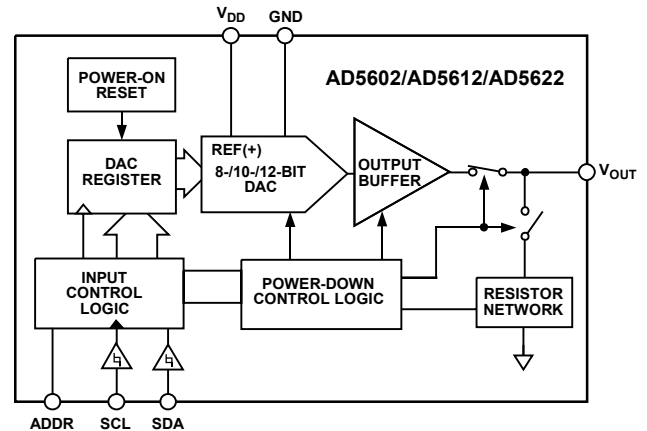 VDD GND
AD5602/AD5612/AD5622
POWER-ON
RESET
DAC
REGISTER
REF(+)
8-/10-/12-BIT
DAC
OUTPUT
BUFFER
VOUT
INPUT
CONTROL
LOGIC
POWER-DOWN
CONTROL LOGIC
RESISTOR
NETWORK
ADDR SCL SDA